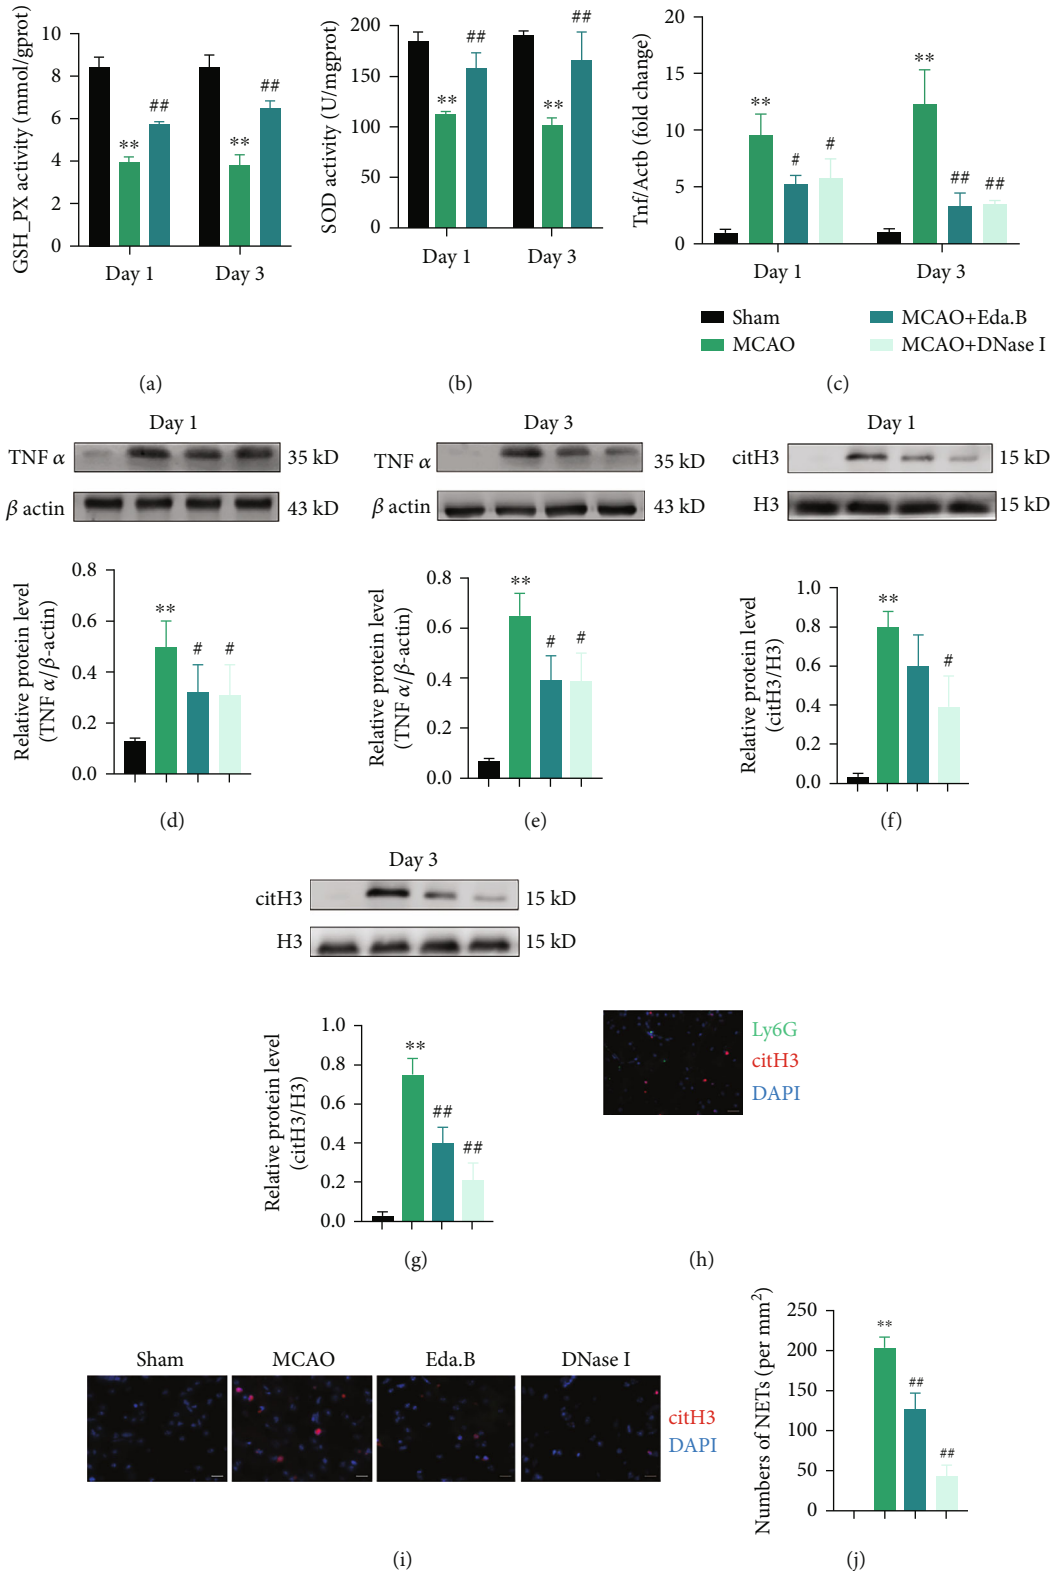 GSH_PX activity (mmol/gprot)
10
8
6
4
2
0
**
##
**
##
Day 1
Day 3
(a)
SOD activity (U/mgprot)
200
150
100
50
0
**
##
**
##
Day 1
Day 3
(b)
Tnf/Actb (fold change)
20
15
10
5
0
**
#
#
**
##
##
Day 1
Day 3
Sham
MCAO
MCAO+Eda.B
MCAO+DNase I
(c)
Day 1
TNF α
35 kD
β actin
43 kD
Relative protein level
(TNF α/β-actin)
0.8
0.6
0.4
0.2
0.0
**
#
#
(d)
Day 3
TNF α
35 kD
β actin
43 kD
Relative protein level
(TNF α/β-actin)
0.8
0.6
0.4
0.2
0.0
**
#
#
(e)
Day 1
citH3
15 kD
H3
15 kD
Relative protein level
(citH3/H3)
1.0
0.8
0.6
0.4
0.2
0.0
**
#
(f)
Day 3
citH3
15 kD
H3
15 kD
Relative protein level
(citH3/H3)
1.0
0.8
0.6
0.4
0.2
0.0
**
##
##
(g)
Ly6G
citH3
DAPI
(h)
Sham
MCAO
Eda.B
DNase I
citH3
DAPI
(i)
Numbers of NETs (per mm²)
250
200
150
100
50
0
**
##
##
(j)